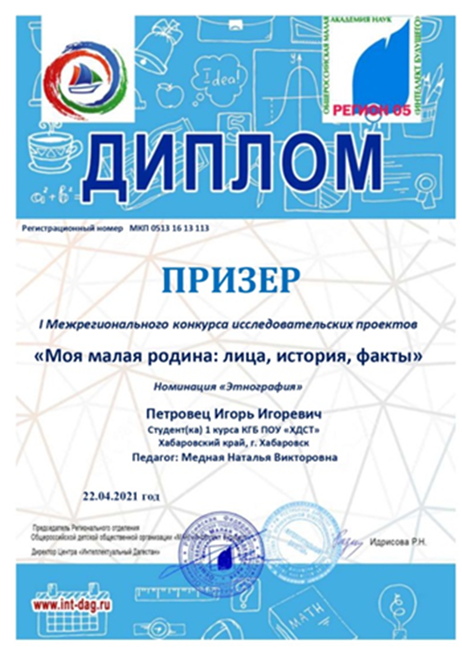 ОБЩЕРОССИЙСКАЯ МАЛАЯ
АКАДЕМИЯ НАУК
«ИНТЕЛЛЕКТ БУДУЩЕГО»
РЕГИОН 05
Idea!
ДИПЛОМ
Регистрационный номер МКП 0513 16 13 113
ПРИЗЕР
I Межрегионального конкурса исследовательских проектов
«Моя малая родина: лица, история, факты»
Номинация «Этнография»
Петровец Игорь Игоревич
Студент(ка) 1 курса КГБ ПОУ «ХДСТ»
Хабаровский край, г. Хабаровск
Педагог: Медная Наталья Викторовна
22.04.2021 год
Председатель Регионального отделения
Общероссийской детской общественной организации
Директор Центра «Интеллектуальный Дагестан»
Идрисова Р.Н.
www.int-dag.ru
MATH